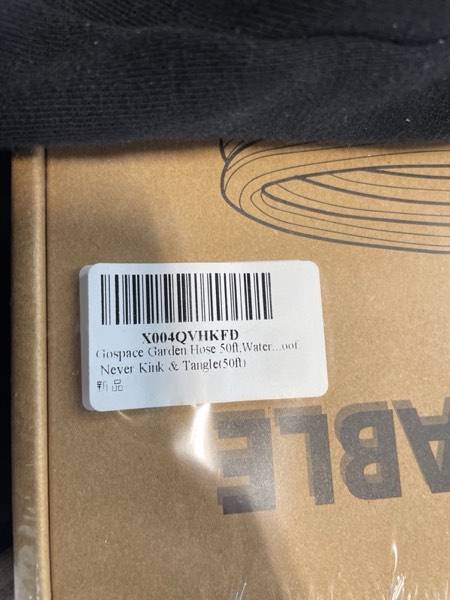 X004QVHKFD
Gospace Garden Hose 50ft,Water...oof
Never Kink & Tangle(50ft)
新品
ABLE